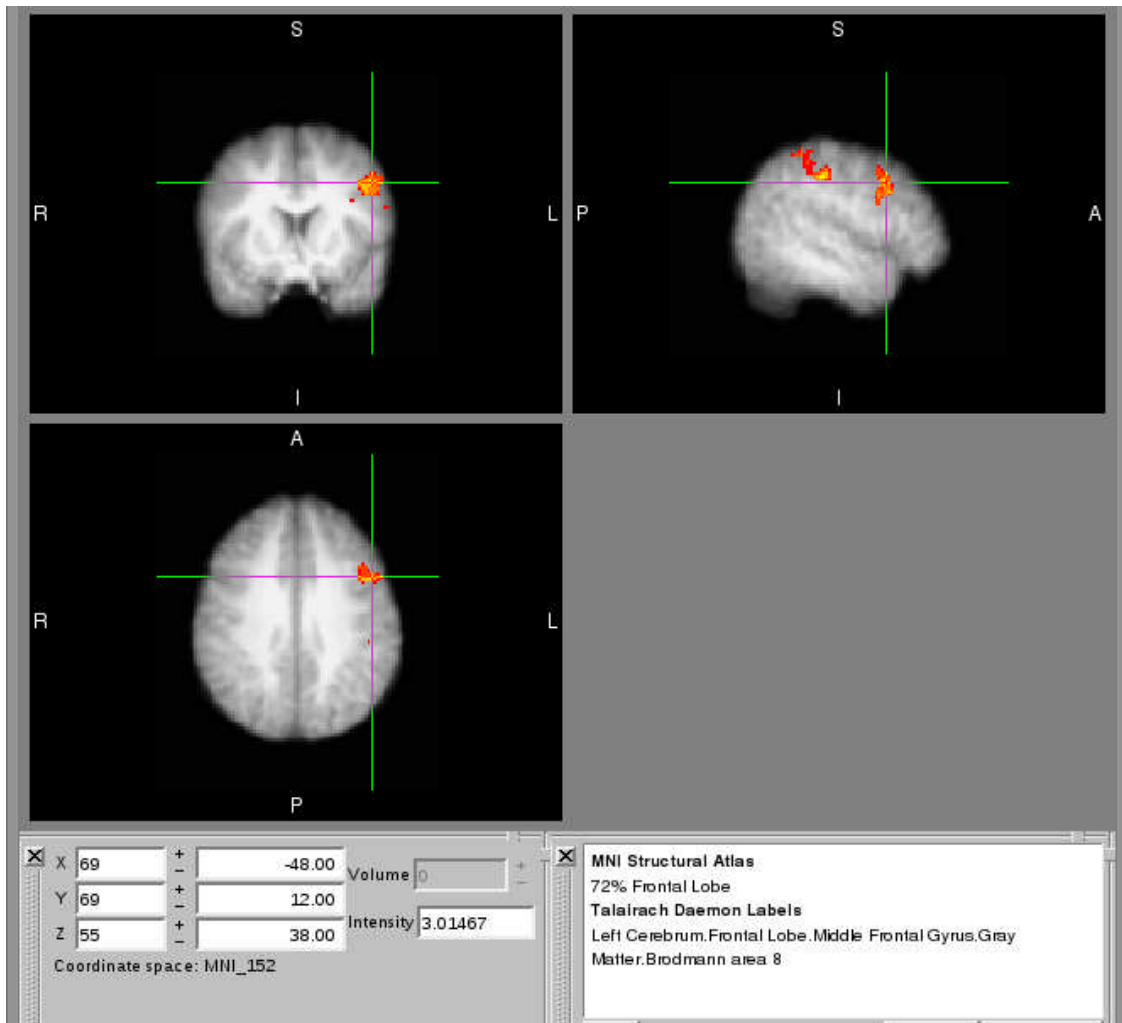 S
R
L
I
S
P
A
I
A
R
L
P
X 69 + - -48.00
Y 69 + - 12.00
Z 55 + - 38.00
Volume 0 + -
Intensity 3.01467
Coordinate space: MNI_152
MNI Structural Atlas
72% Frontal Lobe
Talairach Daemon Labels
Left Cerebrum.Frontal Lobe.Middle Frontal Gyrus.Gray
Matter.Brodmann area 8